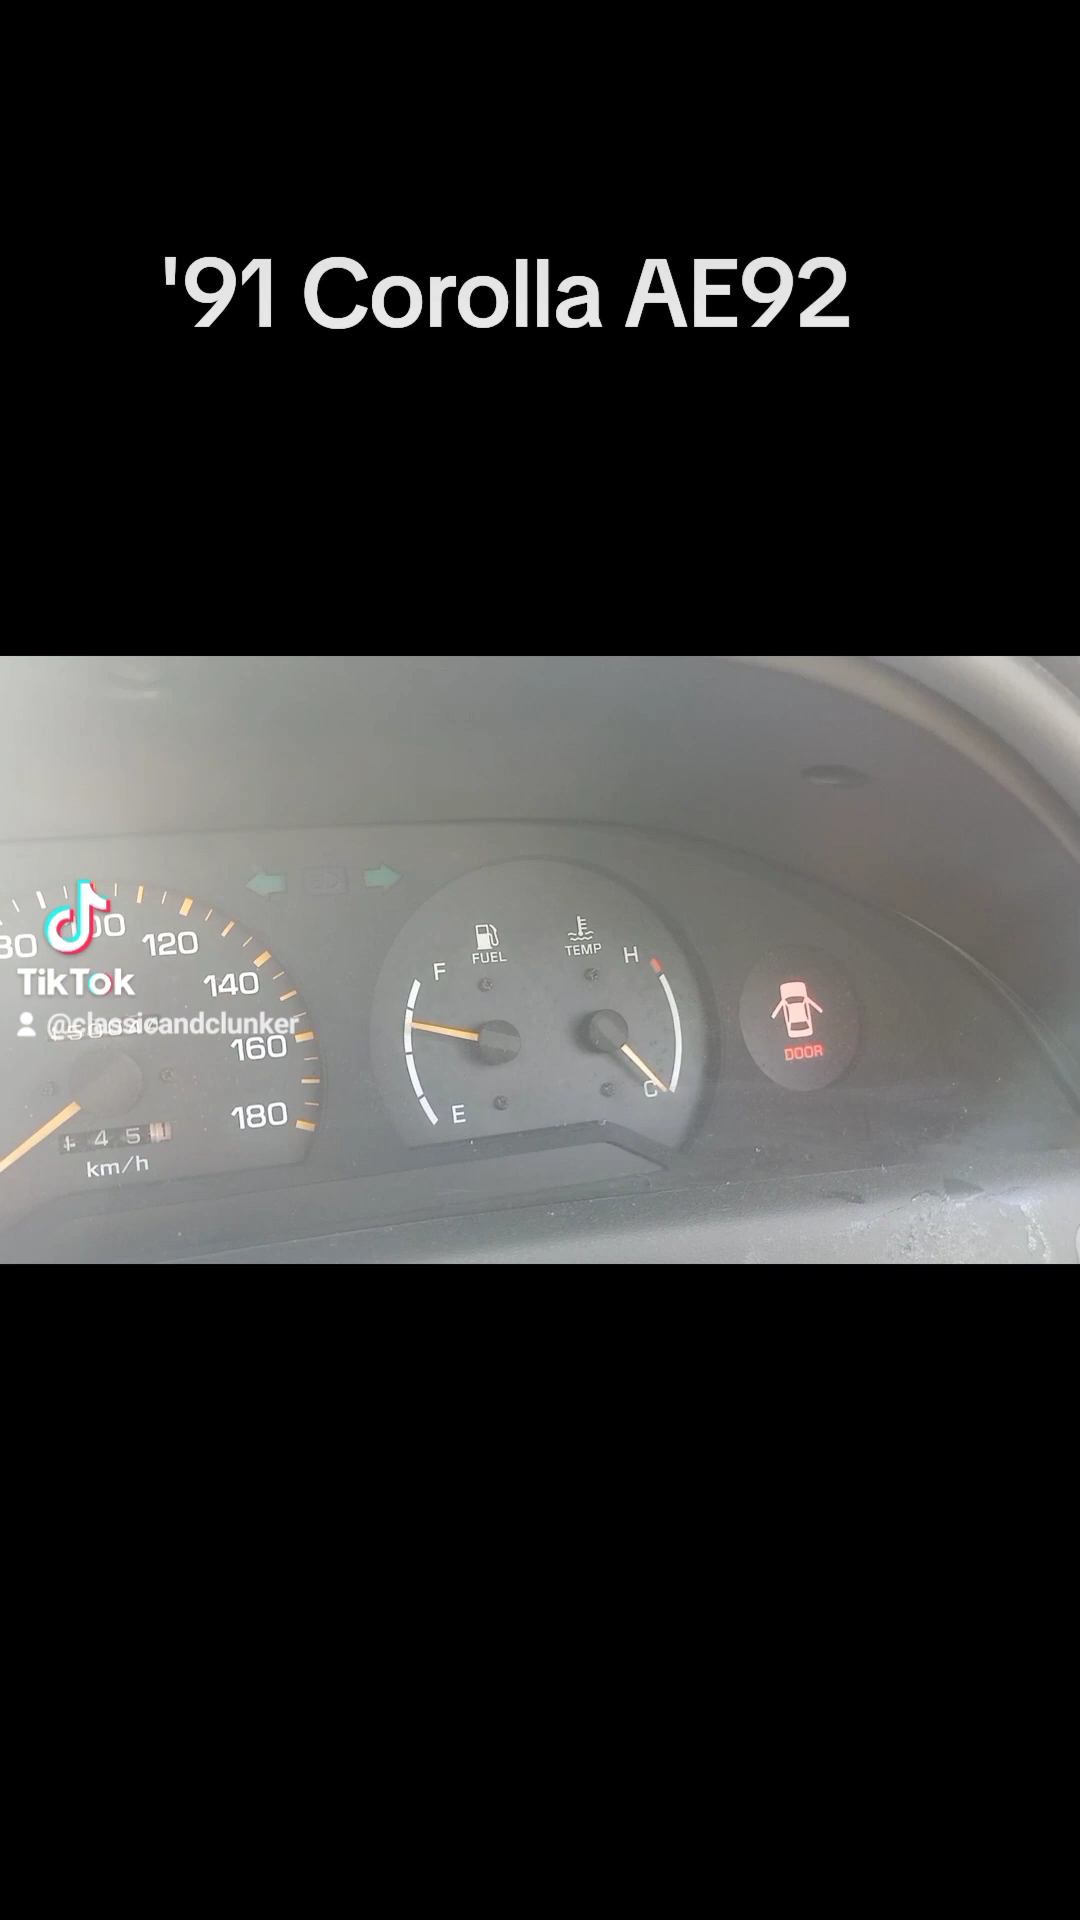 '91 Corolla AE92
120
140
160
180
km/h
F
FUEL
E
TEMP
H
C
DOOR
TikTok
@classicandclunker